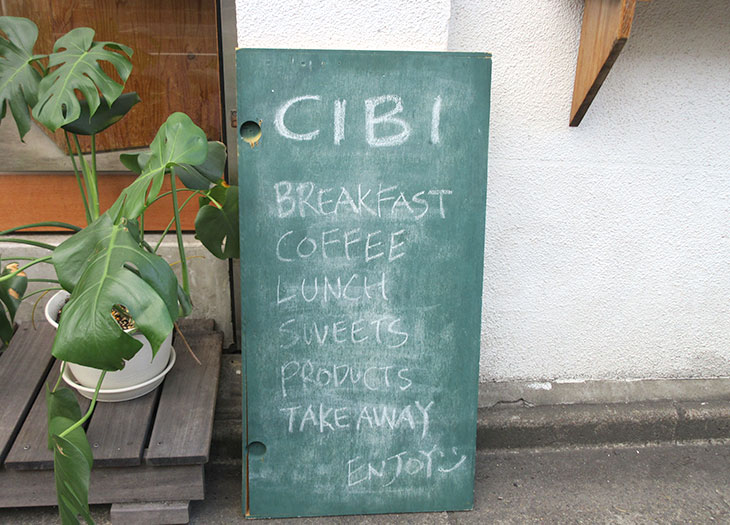 CIBI
BREAKFAST
COFFEE
LUNCH
SWEETS
PRODUCTS
TAKE AWAY
ENJOY